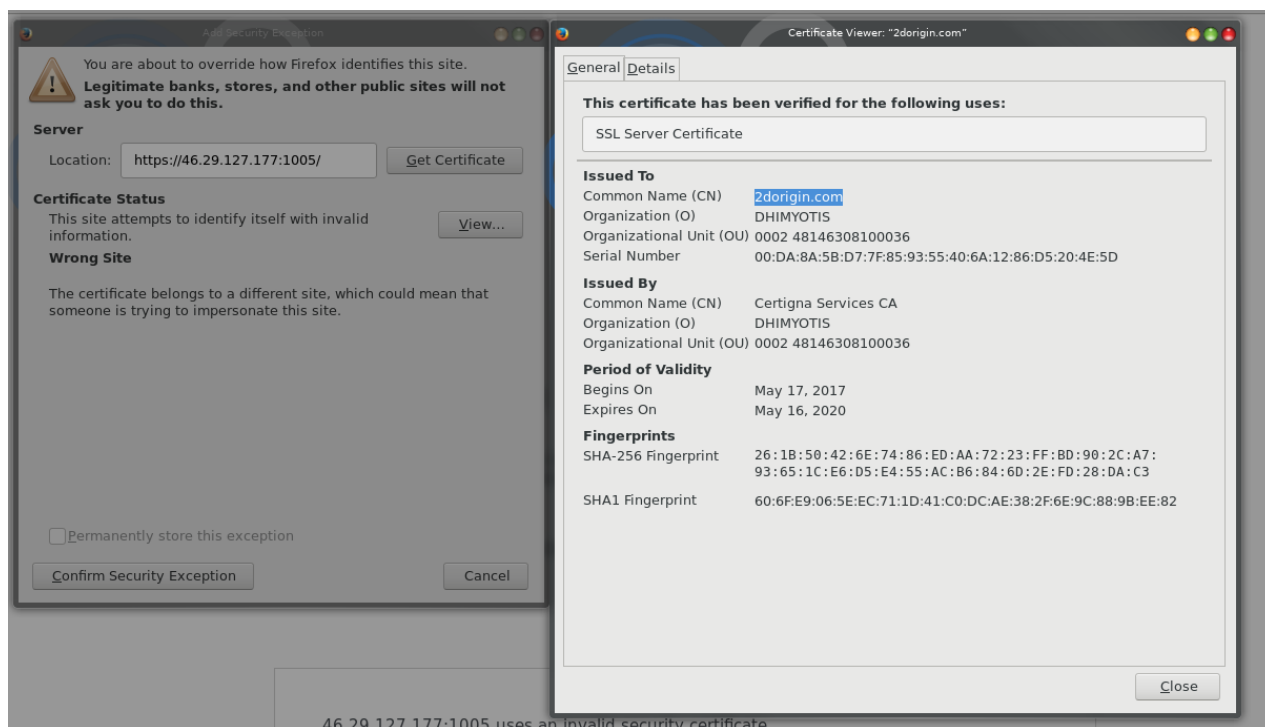 Add Security Exception
You are about to override how Firefox identifies this site.
Legitimate banks, stores, and other public sites will not
ask you to do this.
Server
Location: https://46.29.127.177:1005/ Get Certificate
Certificate Status
This site attempts to identify itself with invalid
information.
View...
Wrong Site
The certificate belongs to a different site, which could mean that
someone is trying to impersonate this site.
Permanently store this exception
Confirm Security Exception Cancel
Certificate Viewer: “2dorigin.com”
General Details
This certificate has been verified for the following uses:
SSL Server Certificate
Issued To
Common Name (CN) 2dorigin.com
Organization (O) DHIMYOTIS
Organizational Unit (OU) 0002 48146308100036
Serial Number 00:DA:8A:5B:D7:7F:85:93:55:40:6A:12:86:D5:20:4E:5D
Issued By
Common Name (CN) Certigna Services CA
Organization (O) DHIMYOTIS
Organizational Unit (OU) 0002 48146308100036
Period of Validity
Begins On May 17, 2017
Expires On May 16, 2020
Fingerprints
SHA-256 Fingerprint 26:1B:50:42:6E:74:86:ED:AA:72:23:FF:BD:90:2C:A7:
93:65:1C:E6:D5:E4:55:AC:B6:84:6D:2E:FD:28:DA:C3
SHA1 Fingerprint 60:6F:E9:06:5E:EC:71:1D:41:C0:DC:AE:38:2F:6E:9C:88:9B:EE:82
Close
46.29.127.177:1005 uses an invalid security certificate